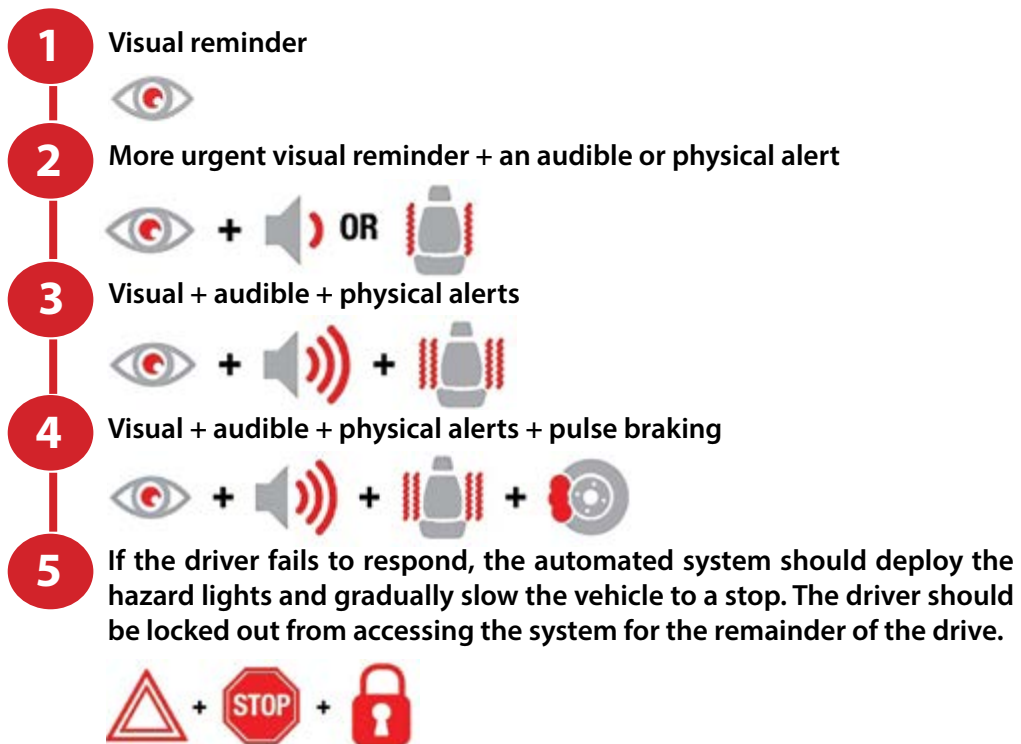 1 Visual reminder
2 More urgent visual reminder + an audible or physical alert
+ OR
3 Visual + audible + physical alerts
+ +
4 Visual + audible + physical alerts + pulse braking
+ + +
5 If the driver fails to respond, the automated system should deploy the
hazard lights and gradually slow the vehicle to a stop. The driver should
be locked out from accessing the system for the remainder of the drive.
+ STOP +